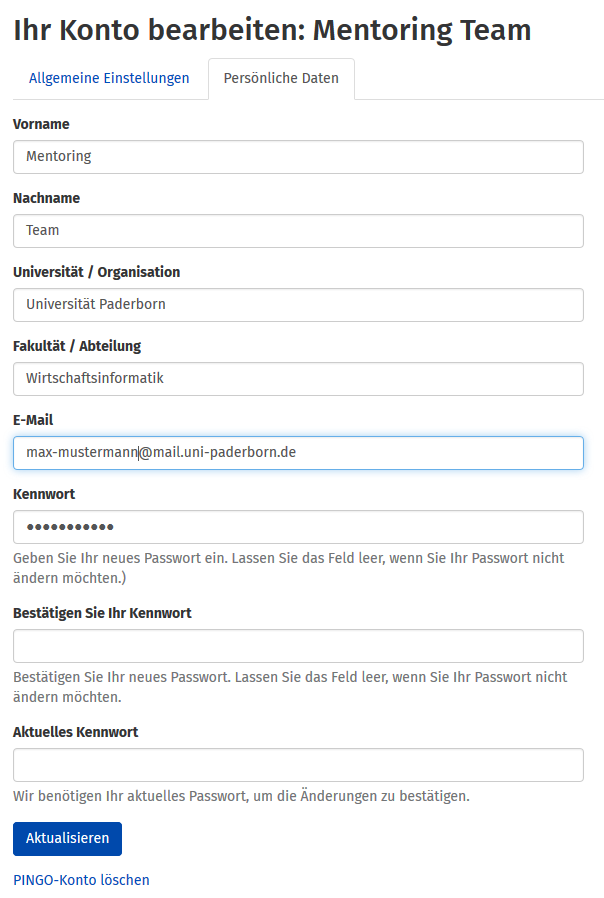 Ihr Konto bearbeiten: Mentoring Team
Allgemeine Einstellungen
Persönliche Daten
Vorname
Mentoring
Nachname
Team
Universität / Organisation
Universität Paderborn
Fakultät / Abteilung
Wirtschaftsinformatik
E-Mail
max-mustermann@mail.uni-paderborn.de
Kennwort
•••••••••••
Geben Sie Ihr neues Passwort ein. Lassen Sie das Feld leer, wenn Sie Ihr Passwort nicht
ändern möchten.)
Bestätigen Sie Ihr Kennwort
Bestätigen Sie Ihr neues Passwort. Lassen Sie das Feld leer, wenn Sie Ihr Passwort nicht
ändern möchten.
Aktuelles Kennwort
Wir benötigen Ihr aktuelles Passwort, um die Änderungen zu bestätigen.
Aktualisieren
PINGO-Konto löschen